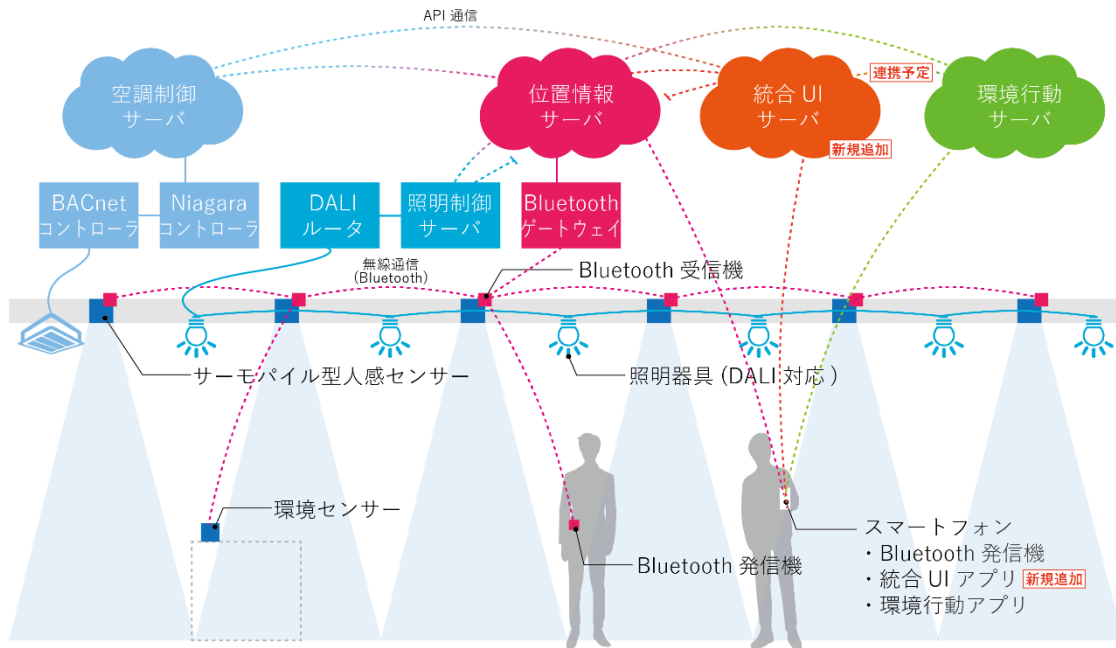 API 通信
空調制御
サーバ
位置情報
サーバ
統合 UI
サーバ
新規追加
連携予定
環境行動
サーバ
BACnet
コントローラ
Niagara
コントローラ
DALI
ルータ
照明制御
サーバ
Bluetooth
ゲートウェイ
無線通信
(Bluetooth)
Bluetooth 受信機
サーモパイル型人感センサー
照明器具 (DALI 対応 )
環境センサー
Bluetooth 発信機
スマートフォン
・Bluetooth 発信機
・統合 UI アプリ 新規追加
・環境行動アプリ